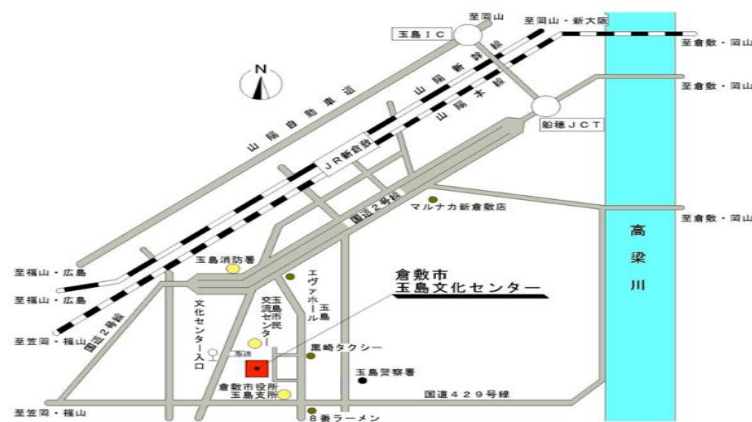 至岡山
玉島IC
至岡山・新大阪
至倉敷・岡山
N
山陽自動車道
山陽新幹線
山陽本線
至倉敷・岡山
船穂JCT
JR新倉敷
国道2号線
マルナカ新倉敷店
至倉敷・岡山
高梁川
玉島消防署
至福山・広島
至福山・広島
至笠岡・福山
国道2号線
文化センター入口
玉島市民
交流センター
玉島
エヴァホール
倉敷市
玉島文化センター
黒崎タクシー
玉島警察署
倉敷市役所
玉島支所
国道429号線
至笠岡・福山
8番ラーメン